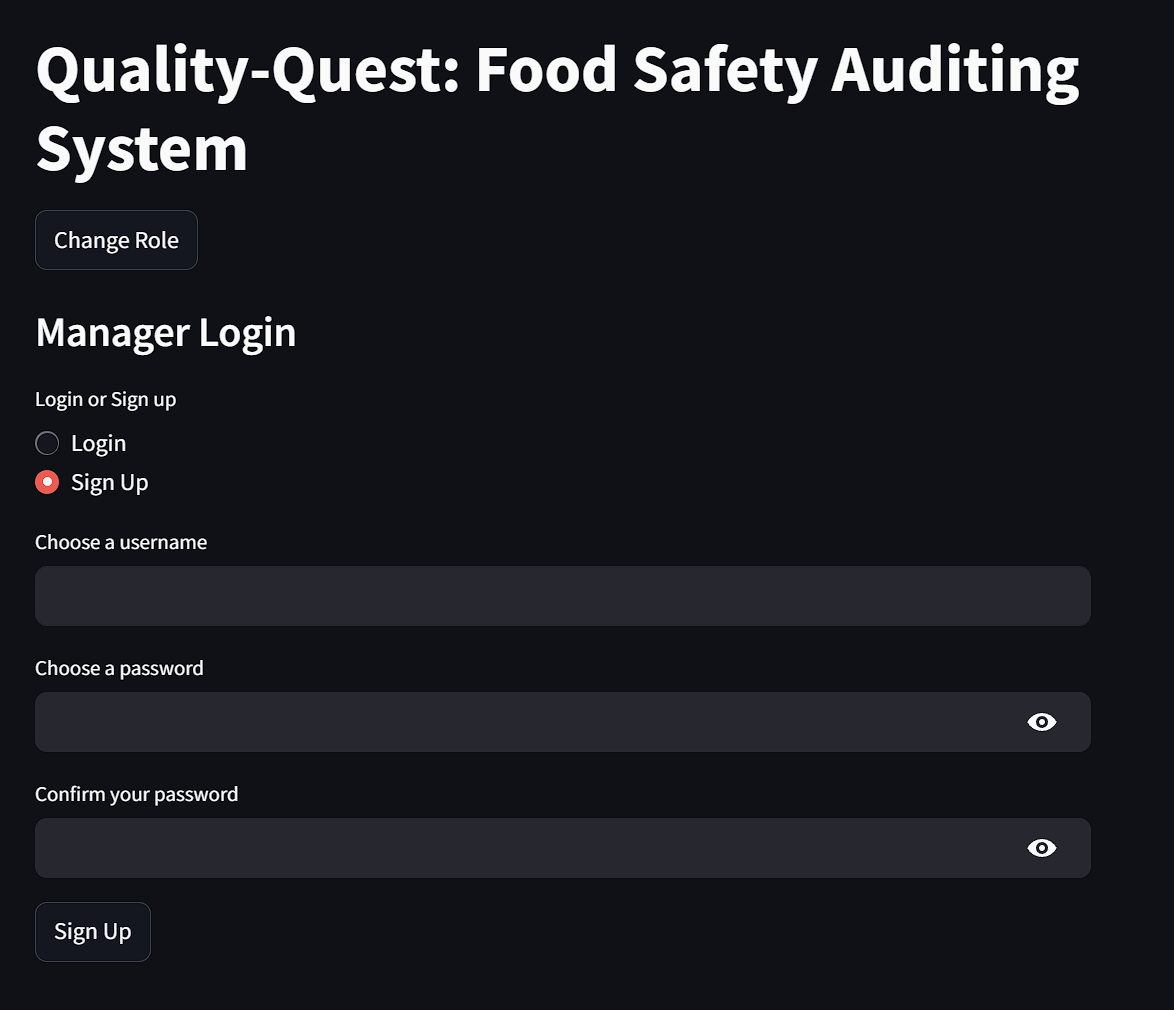 Quality-Quest: Food Safety Auditing
System
Change Role
Manager Login
Login or Sign up
Login
Sign Up
Choose a username
Choose a password
Confirm your password
Sign Up